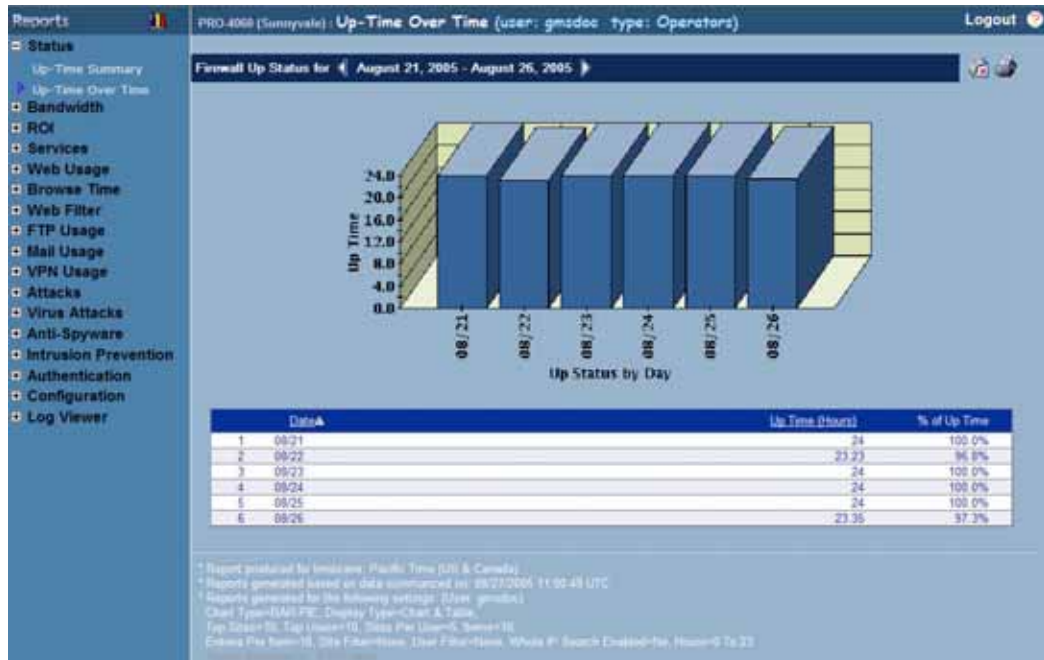 Reports
PRO-4060 (Sunnyvale) : Up-Time Over Time (user: gmsdoc type: Operators)
Logout
Status
Up-Time Summary
Up-Time Over Time
Bandwidth
ROI
Services
Web Usage
Browse Time
Web Filter
FTP Usage
Mail Usage
VPN Usage
Attacks
Virus Attacks
Anti-Spyware
Intrusion Prevention
Authentication
Configuration
Log Viewer
Firewall Up Status for August 21, 2005 - August 26, 2005
Up Time
24.0
20.0
16.0
12.0
8.0
4.0
0.0
08/21
08/22
08/23
08/24
08/25
08/26
Up Status by Day
Date Up Time (Hours) % of Up Time
1 08/21 24 100.0%
2 08/22 23.23 96.8%
3 08/23 24 100.0%
4 08/24 24 100.0%
5 08/25 24 100.0%
6 08/26 23.35 97.3%
* Report produced for timezone: Pacific Time (US & Canada)
* Reports generated based on data summarized on: 08/27/2005 11:00:49 UTC
* Reports generated for the following settings: (User: gmsdoc)
Chart Type=BAR PIC, Display Type=Chart & Table,
Top Sites=10, Top Users=10, Sites Per User=5, Items=10,
Entries Per Item=10, Site Filter=None, User Filter=None, Whole IP Search Enabled=No, Hours=0 To 23